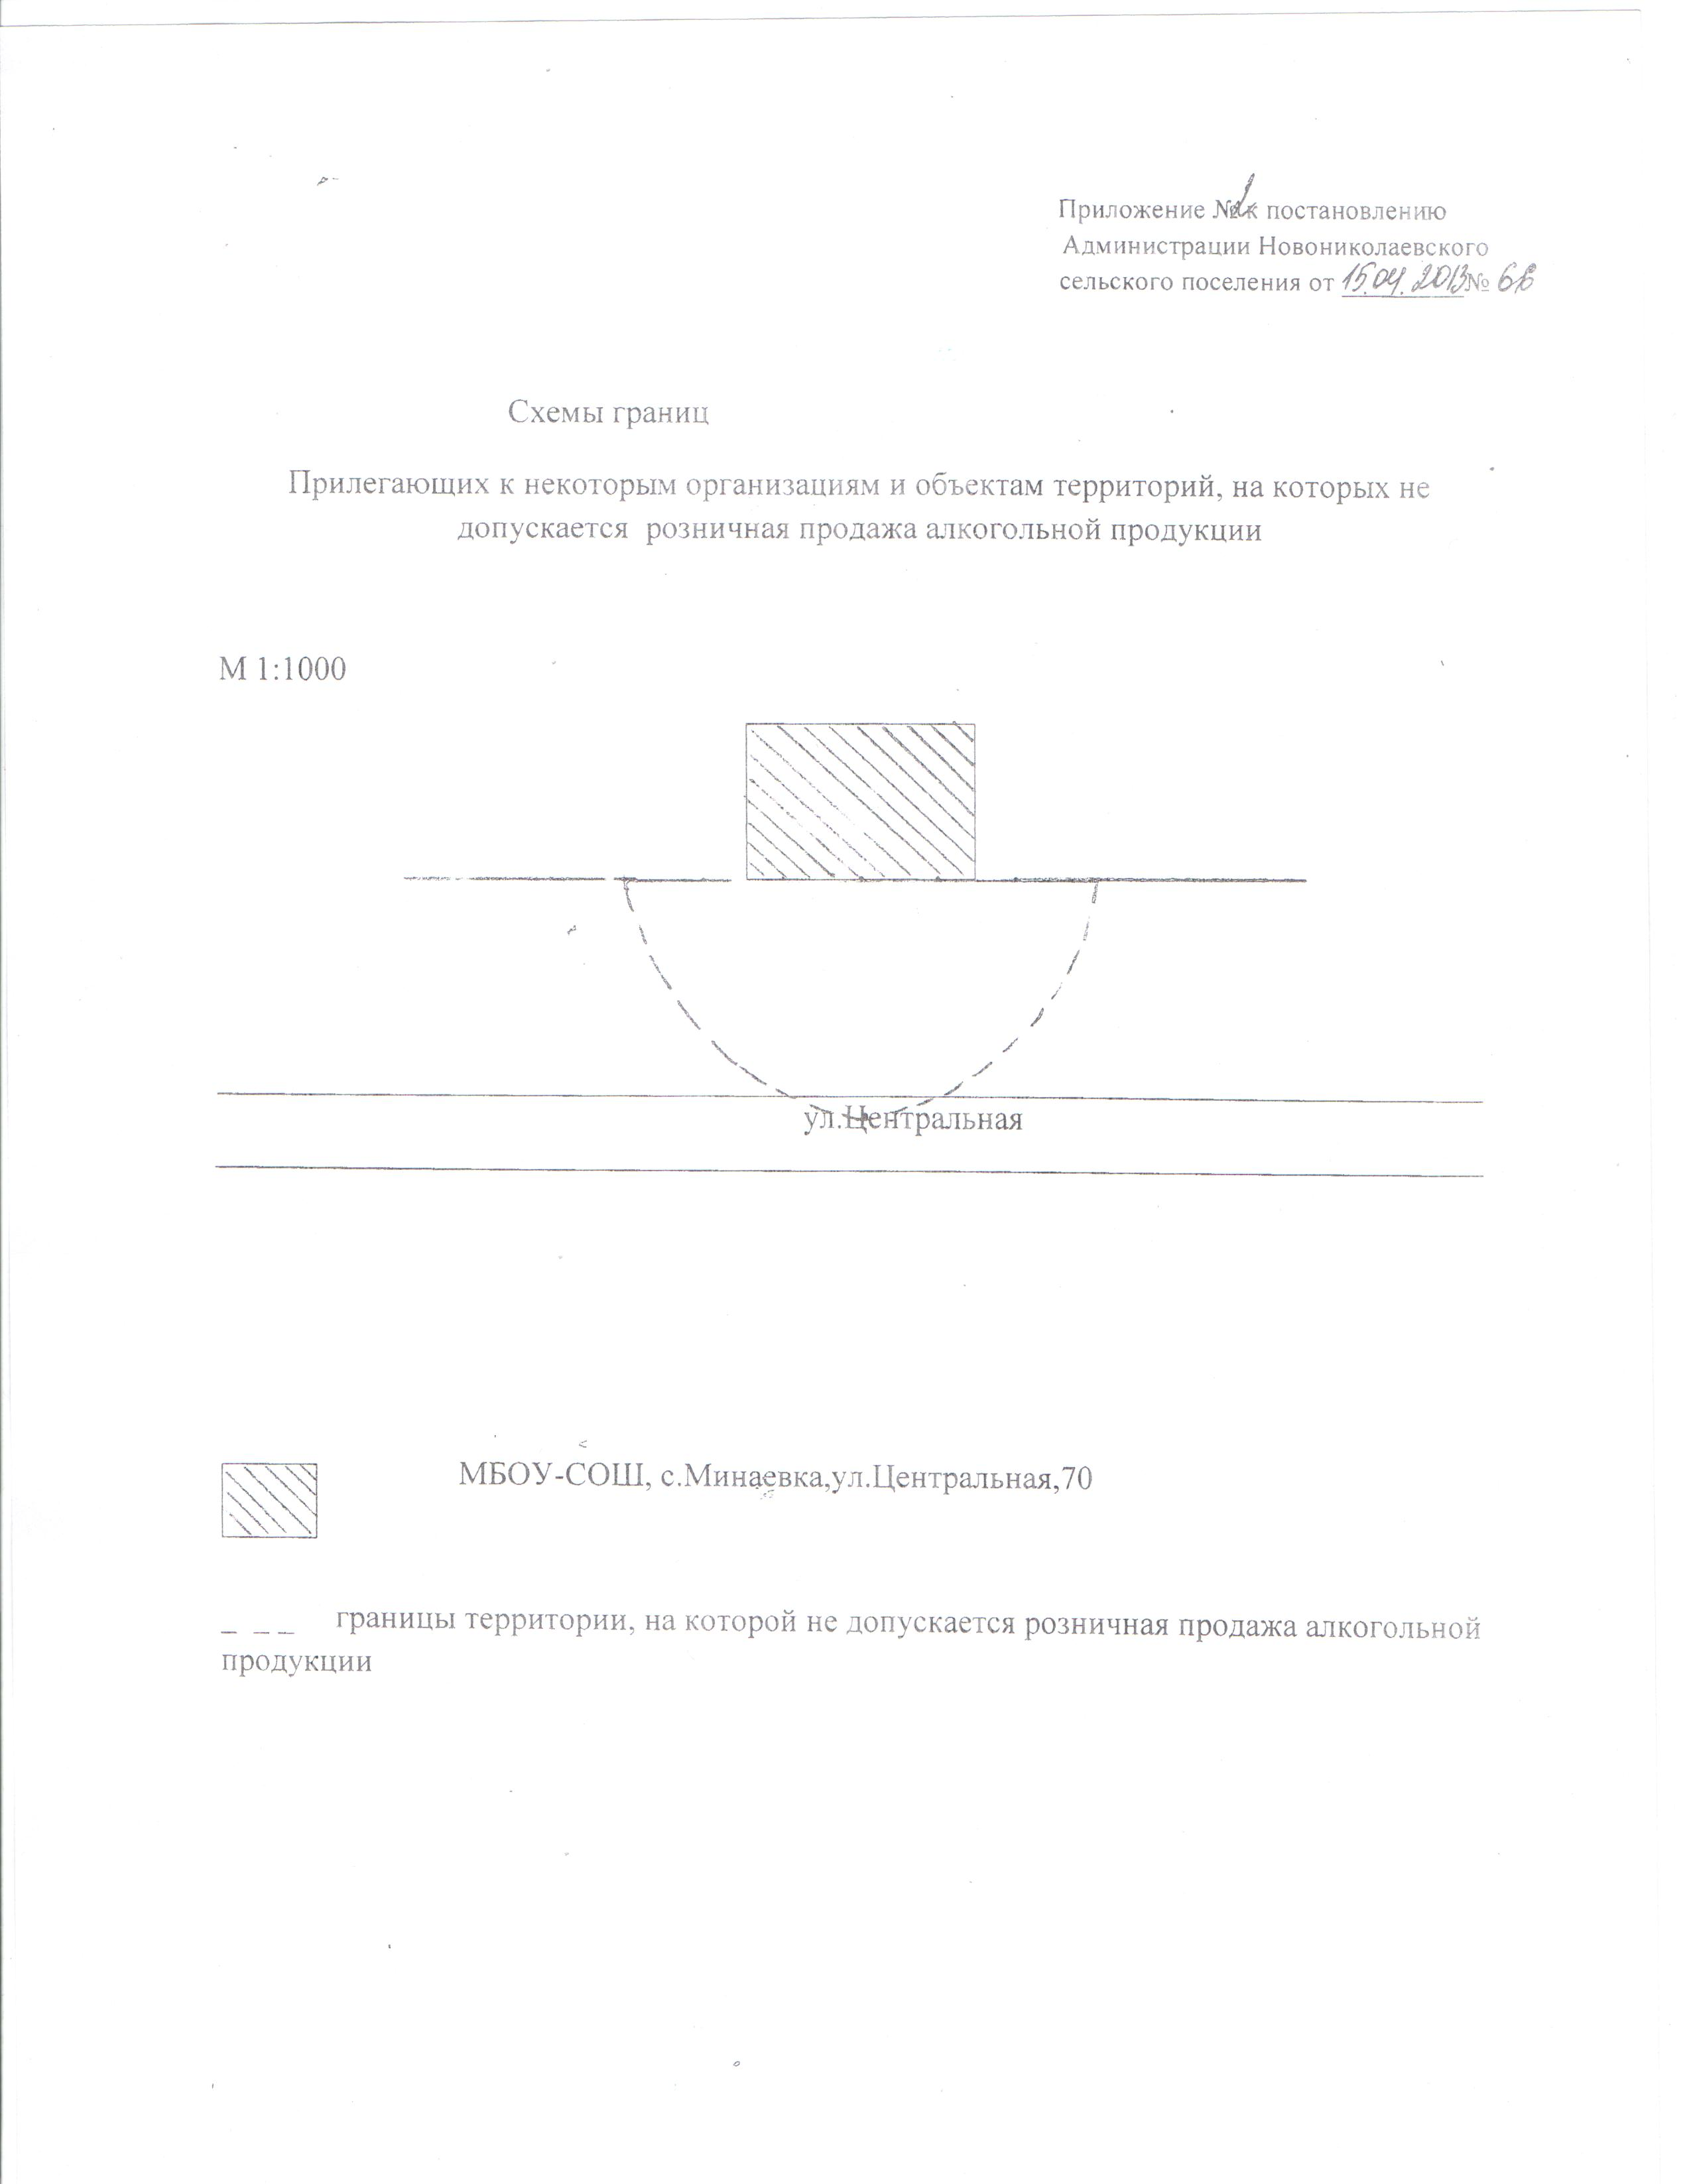 Приложение № к постановлению
Администрации Новониколаевского
сельского поселения от 15.04.2013 №
Схемы границ
Прилегающих к некоторым организациям и объектам территорий, на которых не
допускается розничная продажа алкогольной продукции
М 1:1000
ул.Центральная
МБОУ-СОШ, с.Минаевка,ул.Центральная,70
_ _ _ границы территории, на которой не допускается розничная продажа алкогольной
продукции